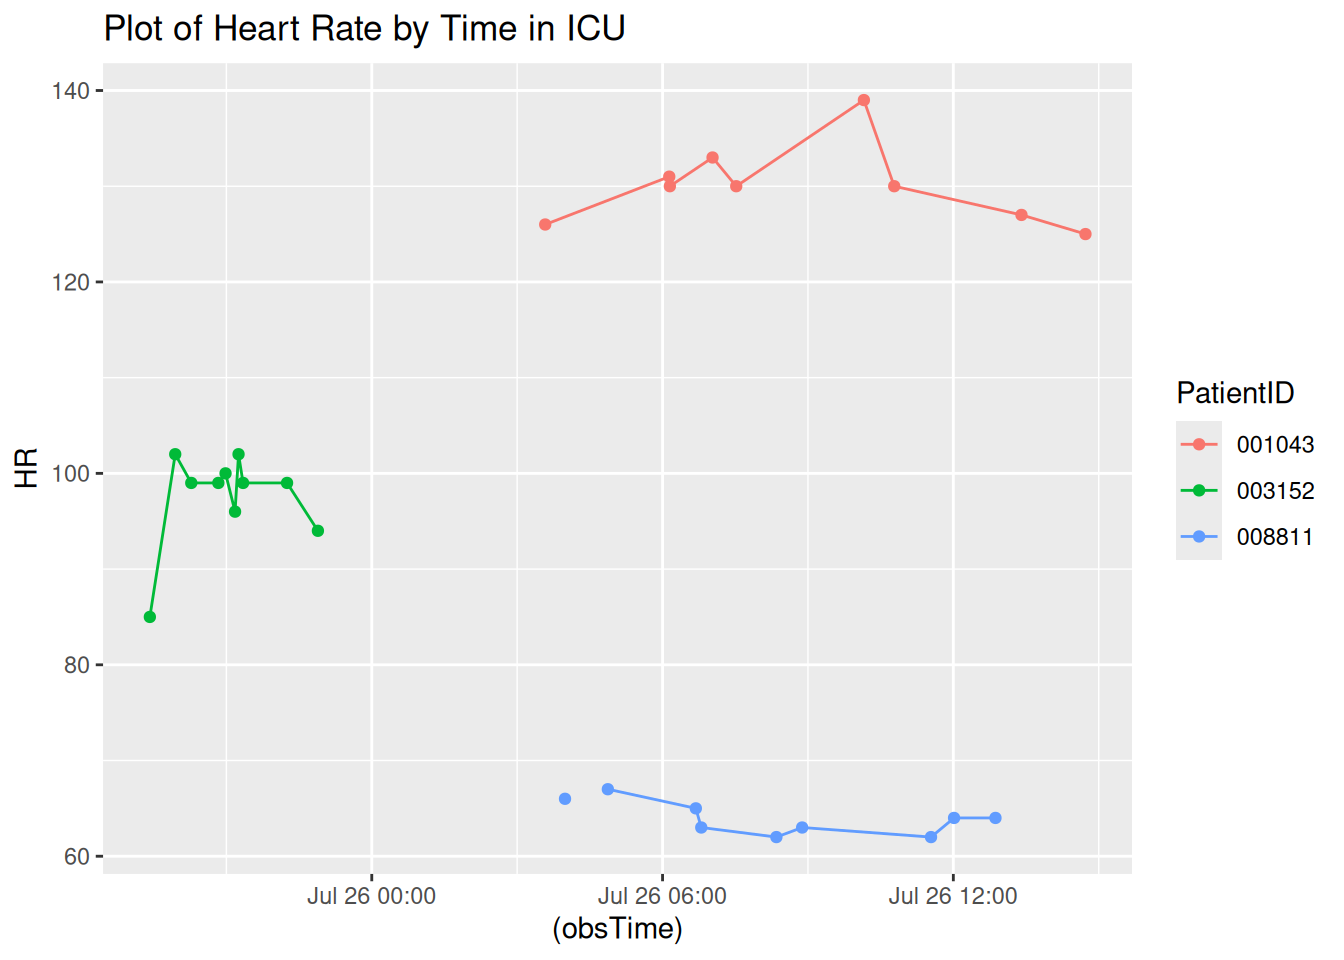 Plot of Heart Rate by Time in ICU
140
120
100
80
60
HR
Jul 26 00:00
Jul 26 06:00
Jul 26 12:00
(obsTime)
PatientID
001043
003152
008811